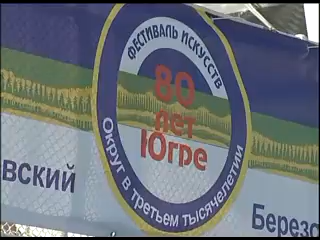 ФЕСТИВАЛЬ ИСКУССТВ
80
лет
Югре
Округ в третьем тысячелетии
вский
Березо